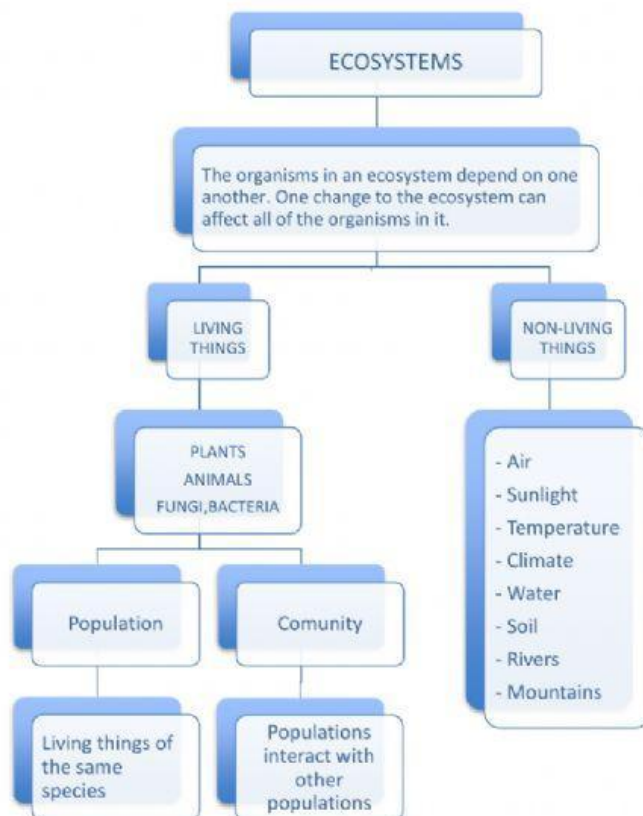 ECOSYSTEMS
The organisms in an ecosystem depend on one
another. One change to the ecosystem can
affect all of the organisms in it.
LIVING
THINGS
NON-LIVING
THINGS
PLANTS
ANIMALS
FUNGI,BACTERIA
- Air
- Sunlight
- Temperature
- Climate
- Water
- Soil
- Rivers
- Mountains
Population
Comunity
Living things of
the same
species
Populations
interact with
other
populations